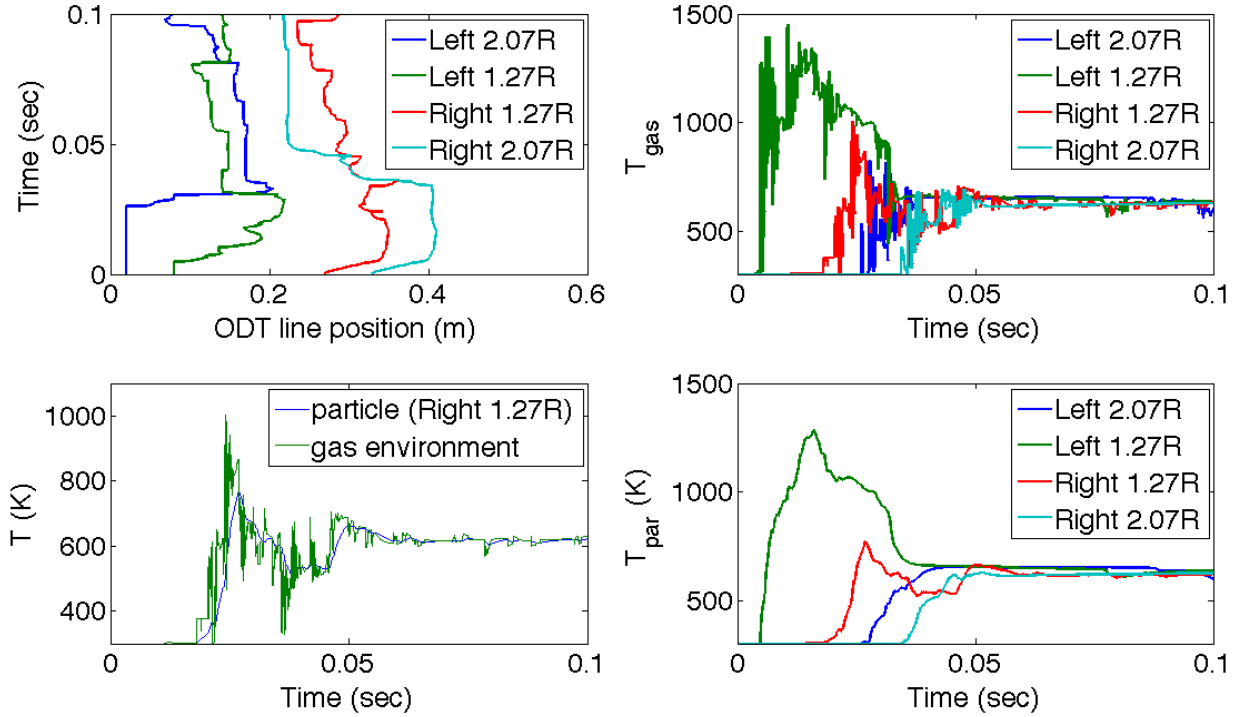 0.1
0.05
0
Time (sec)
0
0.2
0.4
0.6
ODT line position (m)
Left 2.07R
Left 1.27R
Right 1.27R
Right 2.07R
1500
1000
500
T_gas
0
0.05
0.1
Time (sec)
Left 2.07R
Left 1.27R
Right 1.27R
Right 2.07R
1000
800
600
400
T (K)
0
0.05
0.1
Time (sec)
particle (Right 1.27R)
gas environment
1500
1000
500
T_par (K)
0
0.05
0.1
Time (sec)
Left 2.07R
Left 1.27R
Right 1.27R
Right 2.07R